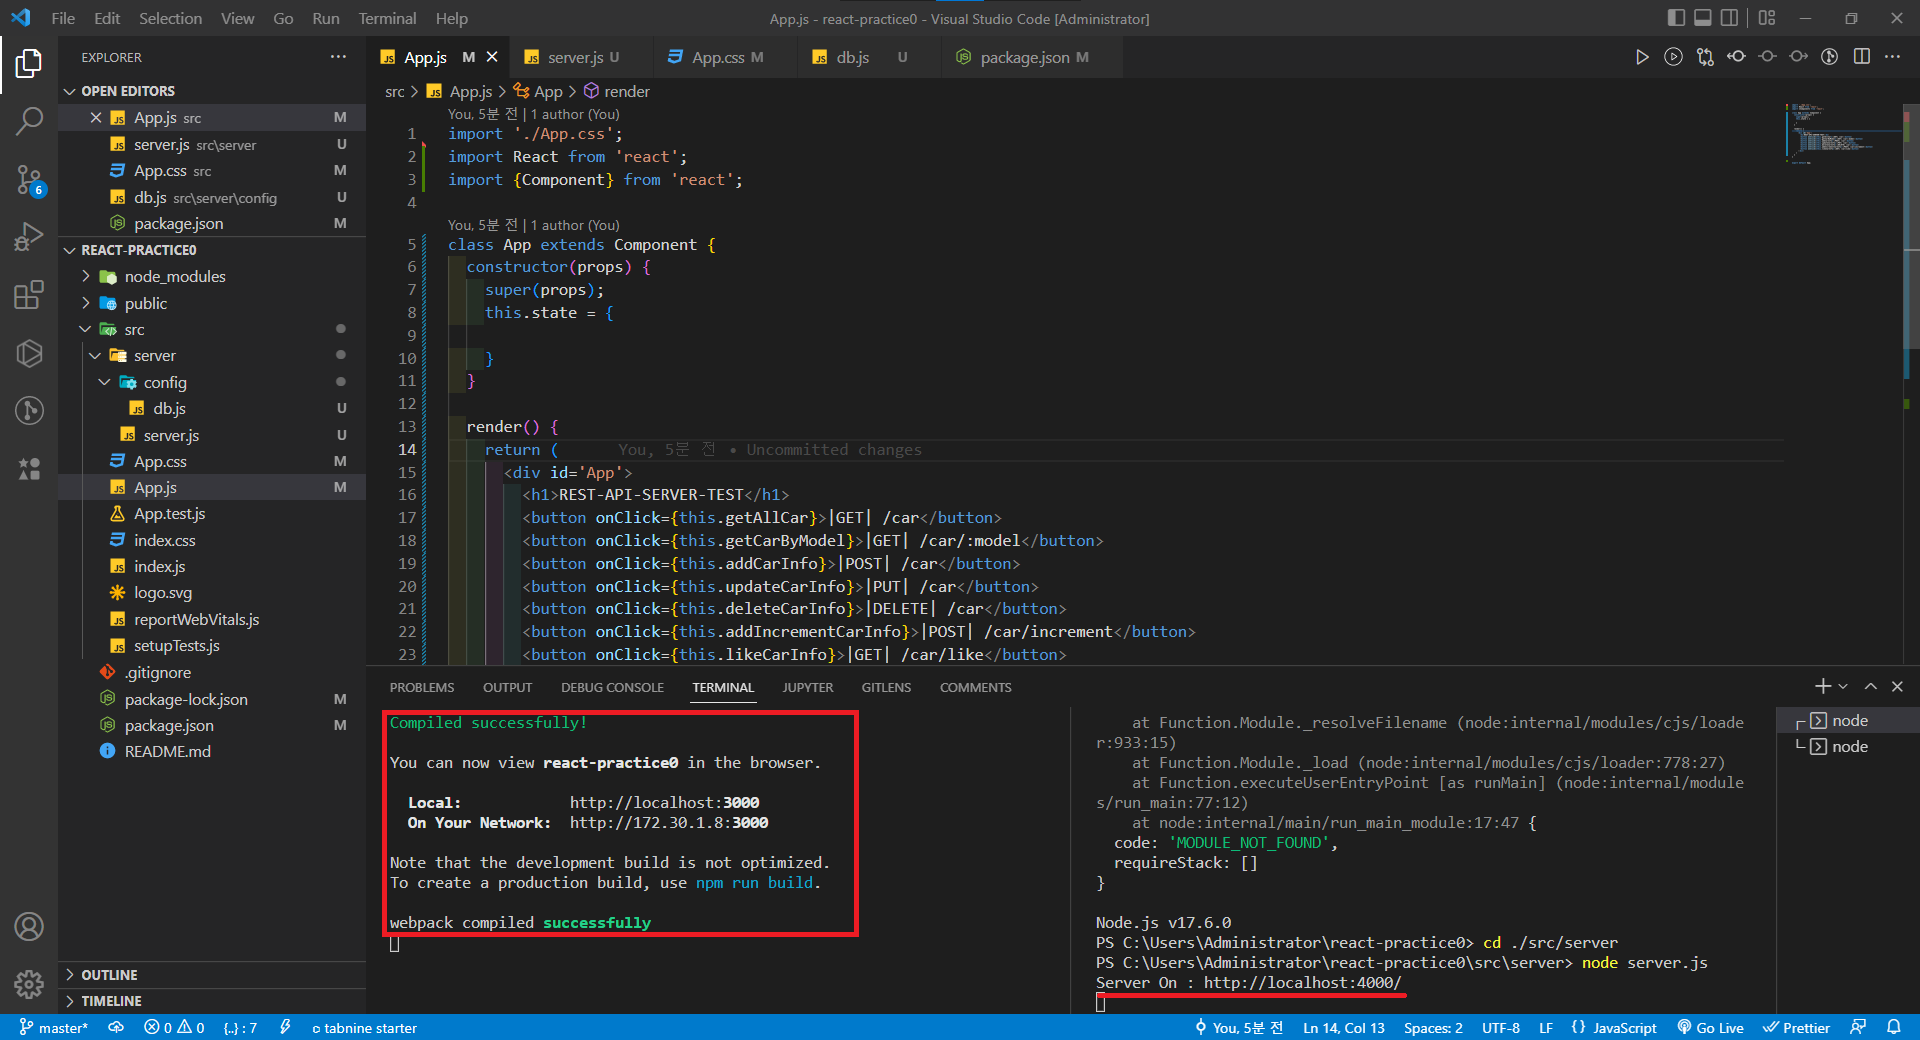 File Edit Selection View Go Run Terminal Help
App.js - react-practice0 - Visual Studio Code [Administrator]
EXPLORER
OPEN EDITORS
App.js src M
server.js src\server U
App.css src M
db.js src\server\config U
package.json M
REACT-PRACTICE0
node_modules
public
src
server
config
db.js U
server.js U
App.css M
App.js M
App.test.js
index.css
index.js
logo.svg
reportWebVitals.js
setupTests.js
.gitignore
package-lock.json M
package.json M
README.md
OUTLINE
TIMELINE
6
App.js M
server.js U
App.css M
db.js U
package.json M
src > App.js > App > render
You, 5분 전 | 1 author (You)
1 import './App.css';
2 import React from 'react';
3 import {Component} from 'react';
4
You, 5분 전 | 1 author (You)
5 class App extends Component {
6 constructor(props) {
7 super(props);
8 this.state = {
9
10 }
11 }
12
13 render() {
14 return ( You, 5분 전 • Uncommitted changes
15 <div id='App'>
16 <h1>REST-API-SERVER-TEST</h1>
17 <button onClick={this.getAllCar}>|GET| /car</button>
18 <button onClick={this.getCarByModel}>|GET| /car/:model</button>
19 <button onClick={this.addCarInfo}>|POST| /car</button>
20 <button onClick={this.updateCarInfo}>|PUT| /car</button>
21 <button onClick={this.deleteCarInfo}>|DELETE| /car</button>
22 <button onClick={this.addIncrementCarInfo}>|POST| /car/increment</button>
23 <button onClick={this.likeCarInfo}>|GET| /car/like</button>
PROBLEMS OUTPUT DEBUG CONSOLE TERMINAL JUPYTER GITLENS COMMENTS
Compiled successfully!
You can now view react-practice0 in the browser.
Local: http://localhost:3000
On Your Network: http://172.30.1.8:3000
Note that the development build is not optimized.
To create a production build, use npm run build.
webpack compiled successfully
at Function.Module._resolveFilename (node:internal/modules/cjs/loade
r:933:15)
at Function.Module._load (node:internal/modules/cjs/loader:778:27)
at Function.executeUserEntryPoint [as runMain] (node:internal/module
s/run_main:77:12)
at node:internal/main/run_main_module:17:47 {
code: 'MODULE_NOT_FOUND',
requireStack: []
}
Node.js v17.6.0
PS C:\Users\Administrator\react-practice0> cd ./src/server
PS C:\Users\Administrator\react-practice0\src\server> node server.js
Server On : http://localhost:4000/
node
node
master* 0 0 {..} : 7 tabnine starter
You, 5분 전 Ln 14, Col 13 Spaces: 2 UTF-8 LF {} JavaScript Go Live Prettier